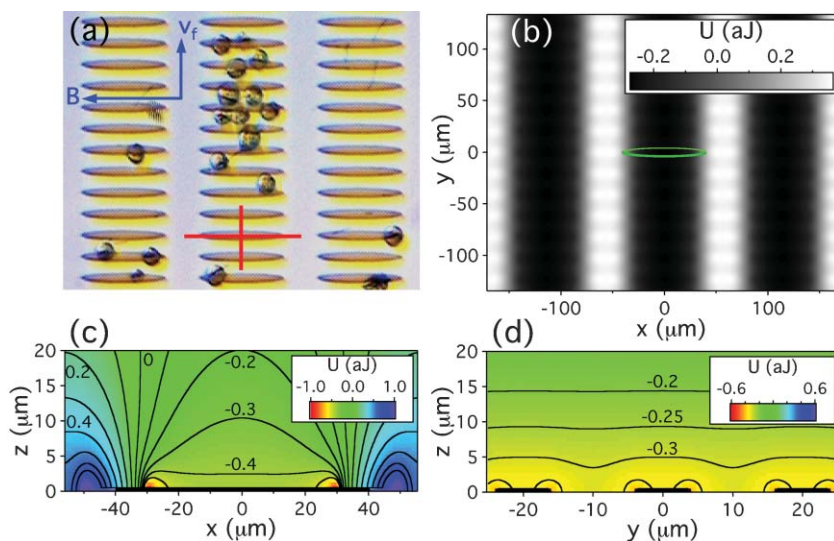 (a)
v_f
B
(b)
U (aJ)
-0.2 0.0 0.2
100
50
0
-50
-100
y (μm)
-100 0 100
x (μm)
(c)
20
15
10
5
0
z (μm)
0.2
0
-0.2
U (aJ)
-1.0 0.0 1.0
0.4
-0.3
-0.4
-40 -20 0 20 40
x (μm)
(d)
20
15
10
5
0
z (μm)
U (aJ)
-0.6 0.6
-0.2
-0.25
-0.3
-20 -10 0 10 20
y (μm)